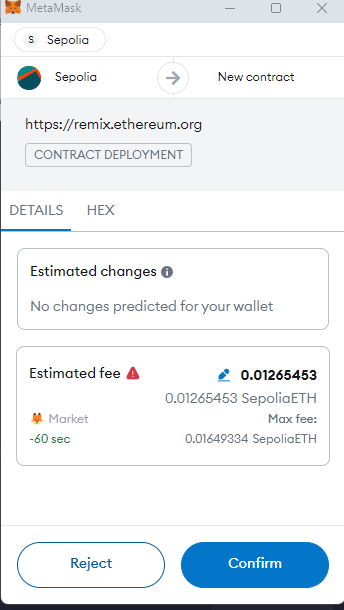 MetaMask
S Sepolia
Sepolia New contract
https://remix.ethereum.org
CONTRACT DEPLOYMENT
DETAILS HEX
Estimated changes
No changes predicted for your wallet
Estimated fee 0.01265453
0.01265453 SepoliaETH
Market Max fee:
~60 sec 0.01649334 SepoliaETH
Reject Confirm